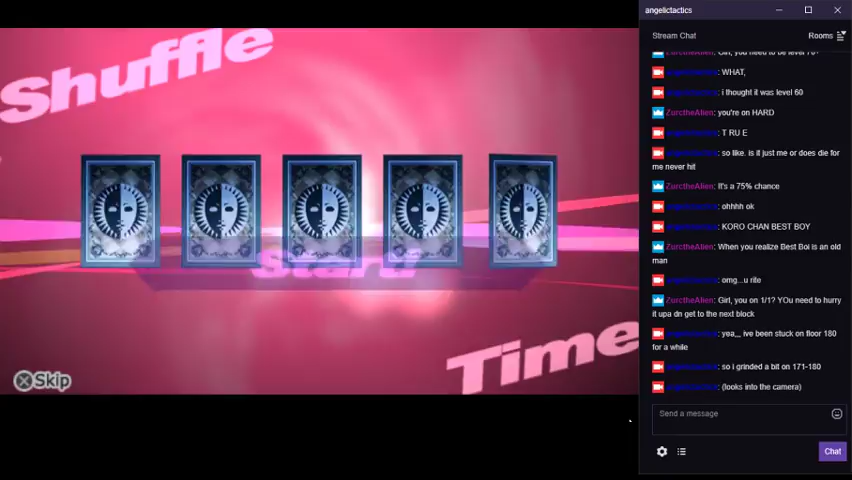 angelictactics
Stream Chat
Rooms
ZurctheAlien: Girl, you need to be level 70+
: WHAT,
: i thought it was level 60
ZurctheAlien: you're on HARD
: T RU E
: so like. is it just me or does die for
me never hit
ZurctheAlien: It's a 75% chance
: ohhhh ok
: KORO CHAN BEST BOY
ZurctheAlien: When you realize Best Boi is an old
man
: omg...u rite
ZurctheAlien: Girl, you on 1/1? YOu need to hurry
it upa dn get to the next block
: yea,,, ive been stuck on floor 180
for a while
: so i grinded a bit on 171-180
: (looks into the camera)
Send a message
Chat
Shuffle
Start!
Time
Skip